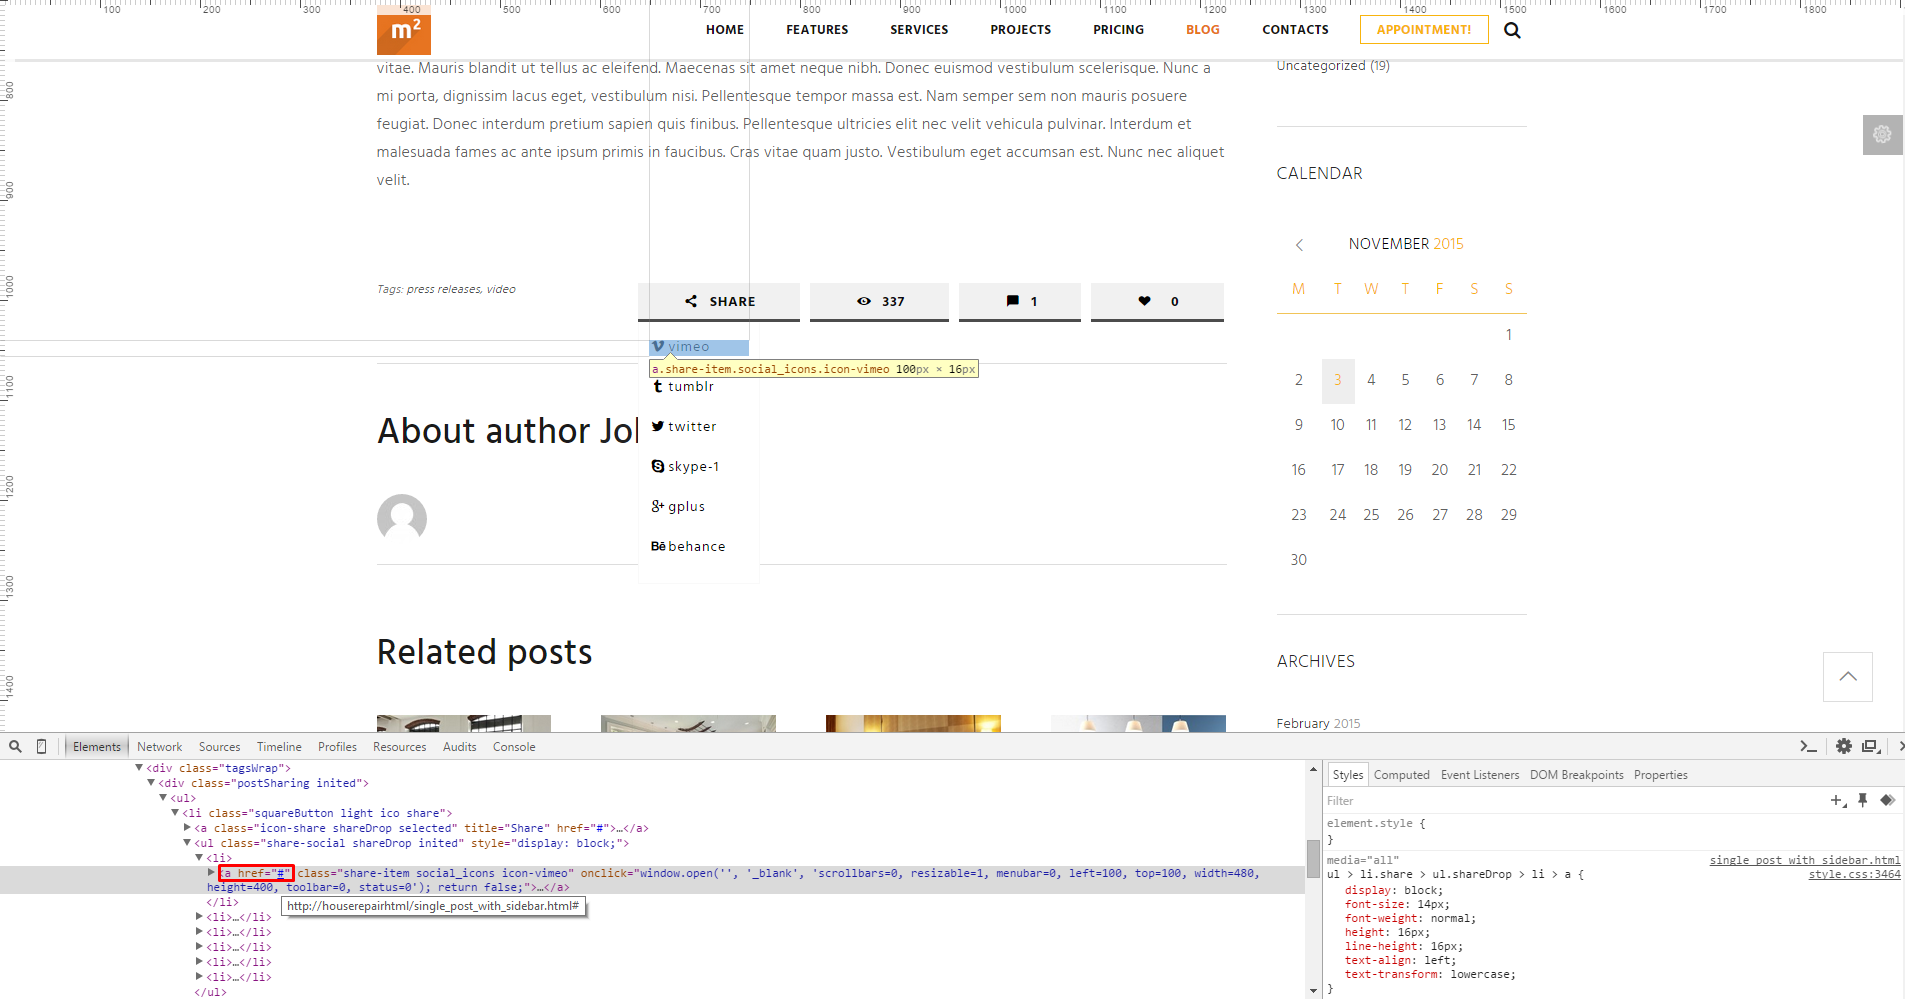 100 200 300 400 500 600 700 800 900 1000 1100 1200 1300 1400 1500 1600 1700 1800
800 900 1000 1100 1200 1300 1400
m²
HOME FEATURES SERVICES PROJECTS PRICING BLOG CONTACTS APPOINTMENT!
vitae. Mauris blandit ut tellus ac eleifend. Maecenas sit amet neque nibh. Donec euismod vestibulum scelerisque. Nunc a
mi porta, dignissim lacus eget, vestibulum nisi. Pellentesque tempor massa est. Nam semper sem non mauris posuere
feugiat. Donec interdum pretium sapien quis finibus. Pellentesque ultricies elit nec velit vehicula pulvinar. Interdum et
malesuada fames ac ante ipsum primis in faucibus. Cras vitae quam justo. Vestibulum eget accumsan est. Nunc nec aliquet
velit.
Tags: press releases, video
SHARE 337 1 0
vimeo
a.share-item.social_icons.icon-vimeo 100px × 16px
tumblr
twitter
skype-1
gplus
behance
About author Jo
Related posts
Uncategorized (19)
CALENDAR
NOVEMBER 2015
M T W T F S S
1
2 3 4 5 6 7 8
9 10 11 12 13 14 15
16 17 18 19 20 21 22
23 24 25 26 27 28 29
30
ARCHIVES
February 2015
Elements Network Sources Timeline Profiles Resources Audits Console
<div class="tagsWrap">
<div class="postSharing inited">
<ul>
<li class="squareButton light ico share">
<a class="icon-share shareDrop selected" title="Share" href="#">…</a>
<ul class="share-social shareDrop inited" style="display: block;">
<li>
<a href="#" class="share-item social_icons icon-vimeo" onclick="window.open('', '_blank', 'scrollbars=0, resizable=1, menubar=0, left=100, top=100, width=480,
height=400, toolbar=0, status=0'); return false;">…</a>
</li>
http://houserepairhtml/single_post_with_sidebar.html#
<li>…</li>
<li>…</li>
<li>…</li>
<li>…</li>
<li>…</li>
</ul>
Styles Computed Event Listeners DOM Breakpoints Properties
Filter
element.style {
}
media="all" single post with sidebar.html
ul > li.share > ul.shareDrop > li > a { style.css:3464
display: block;
font-size: 14px;
font-weight: normal;
height: 16px;
line-height: 16px;
text-align: left;
text-transform: lowercase;
}